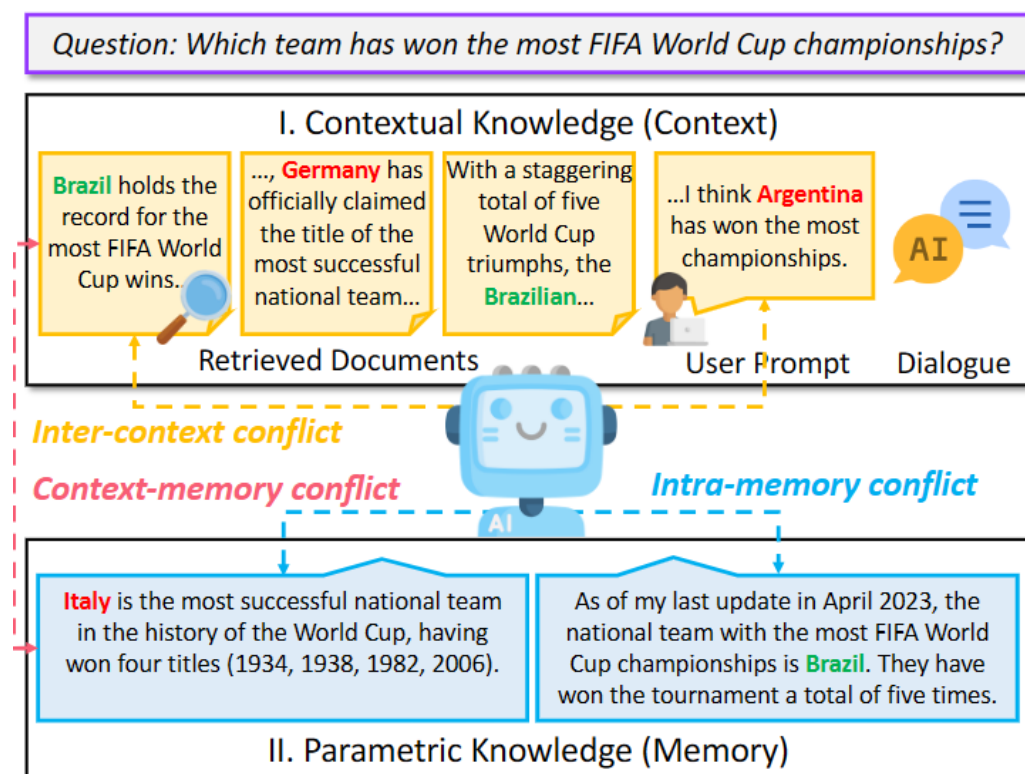 Question: Which team has won the most FIFA World Cup championships?
I. Contextual Knowledge (Context)
Brazil holds the
record for the
most FIFA World
Cup wins...
..., Germany has
officially claimed
the title of the
most successful
national team...
With a staggering
total of five
World Cup
triumphs, the
Brazilian...
...I think Argentina
has won the most
championships.
AI
Retrieved Documents
User Prompt
Dialogue
Inter-context conflict
Context-memory conflict
Intra-memory conflict
AI
Italy is the most successful national team
in the history of the World Cup, having
won four titles (1934, 1938, 1982, 2006).
As of my last update in April 2023, the
national team with the most FIFA World
Cup championships is Brazil. They have
won the tournament a total of five times.
II. Parametric Knowledge (Memory)